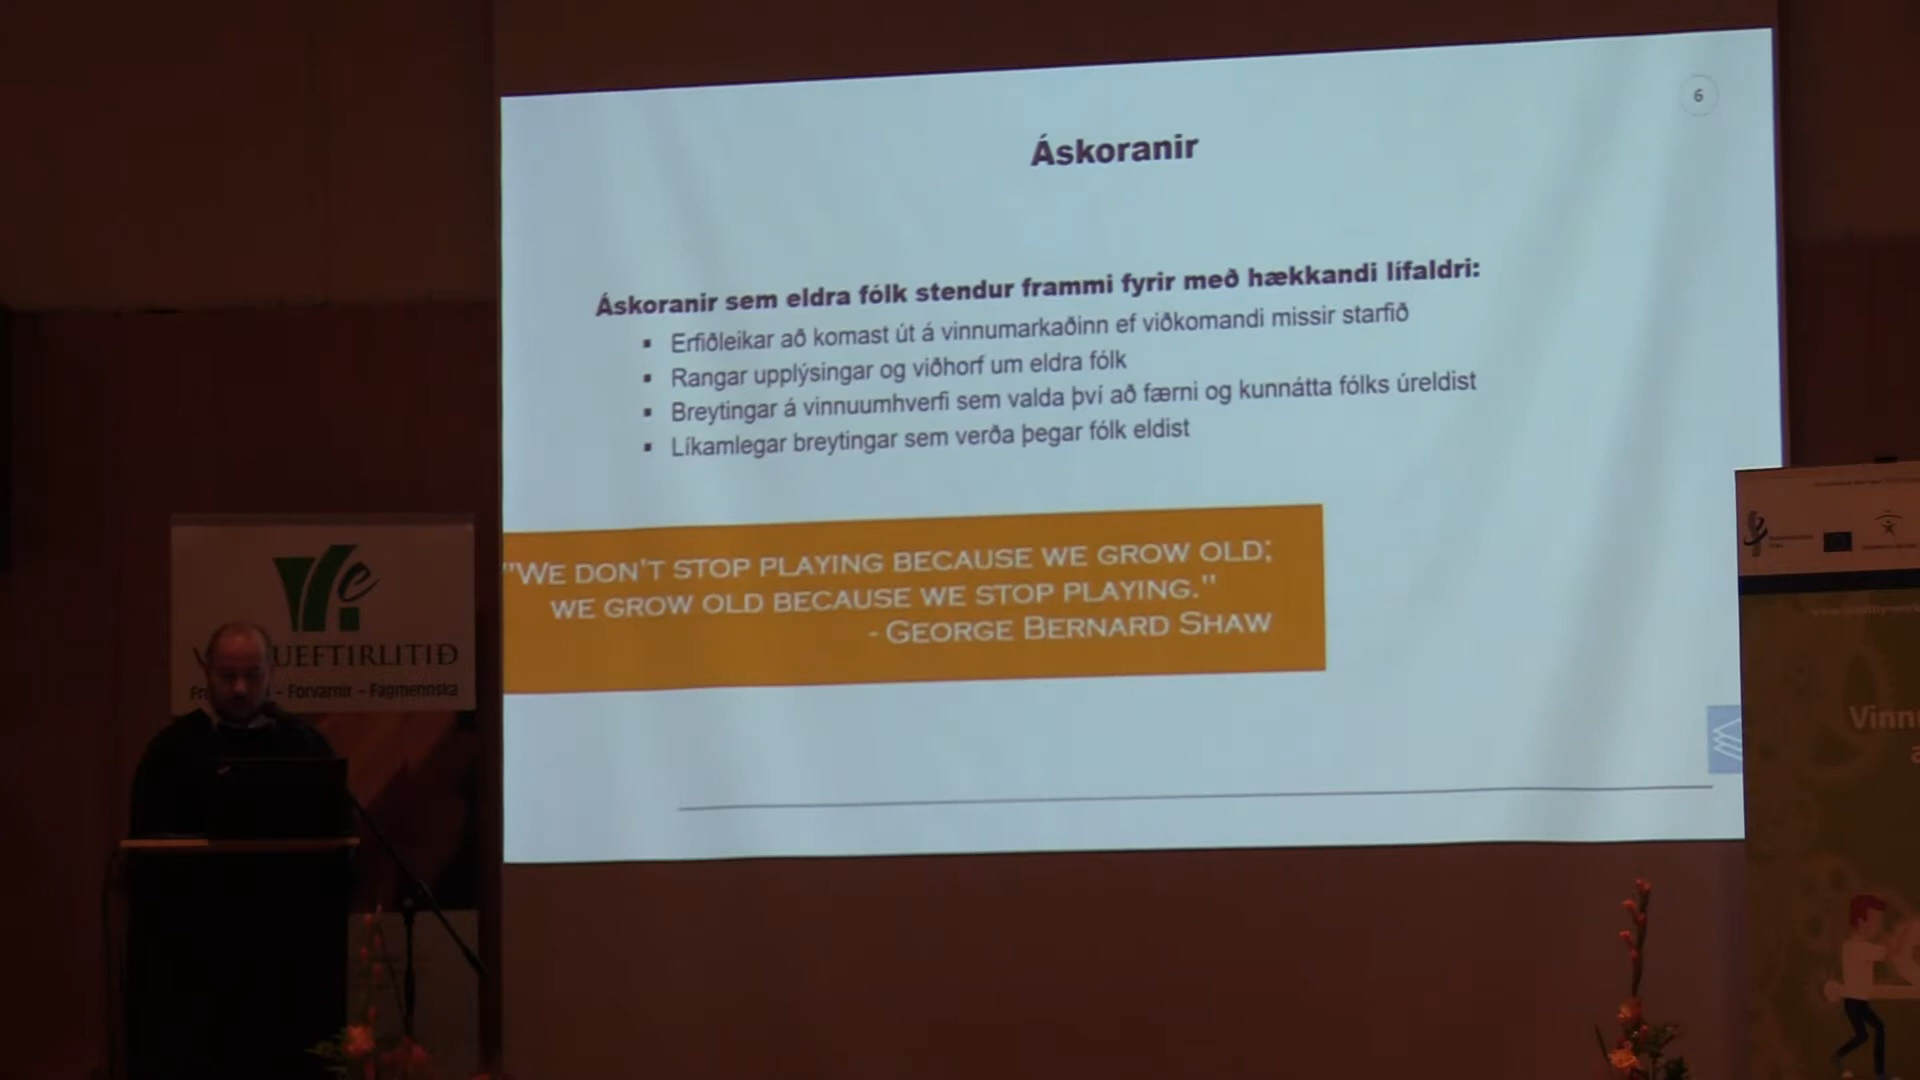 6
Áskoranir
Áskoranir sem eldra fólk stendur frammi fyrir með hækkandi lífaldri:
▪ Erfiðleikar að komast út á vinnumarkaðinn ef viðkomandi missir starfið
▪ Rangar upplýsingar og viðhorf um eldra fólk
▪ Breytingar á vinnuumhverfi sem valda því að færni og kunnátta fólks úreldist
▪ Líkamlegar breytingar sem verða þegar fólk eldist
"WE DON'T STOP PLAYING BECAUSE WE GROW OLD;
WE GROW OLD BECAUSE WE STOP PLAYING."
- GEORGE BERNARD SHAW
UEFTIRLITIÐ
– Forvarnir – Fagmennska
Vinn